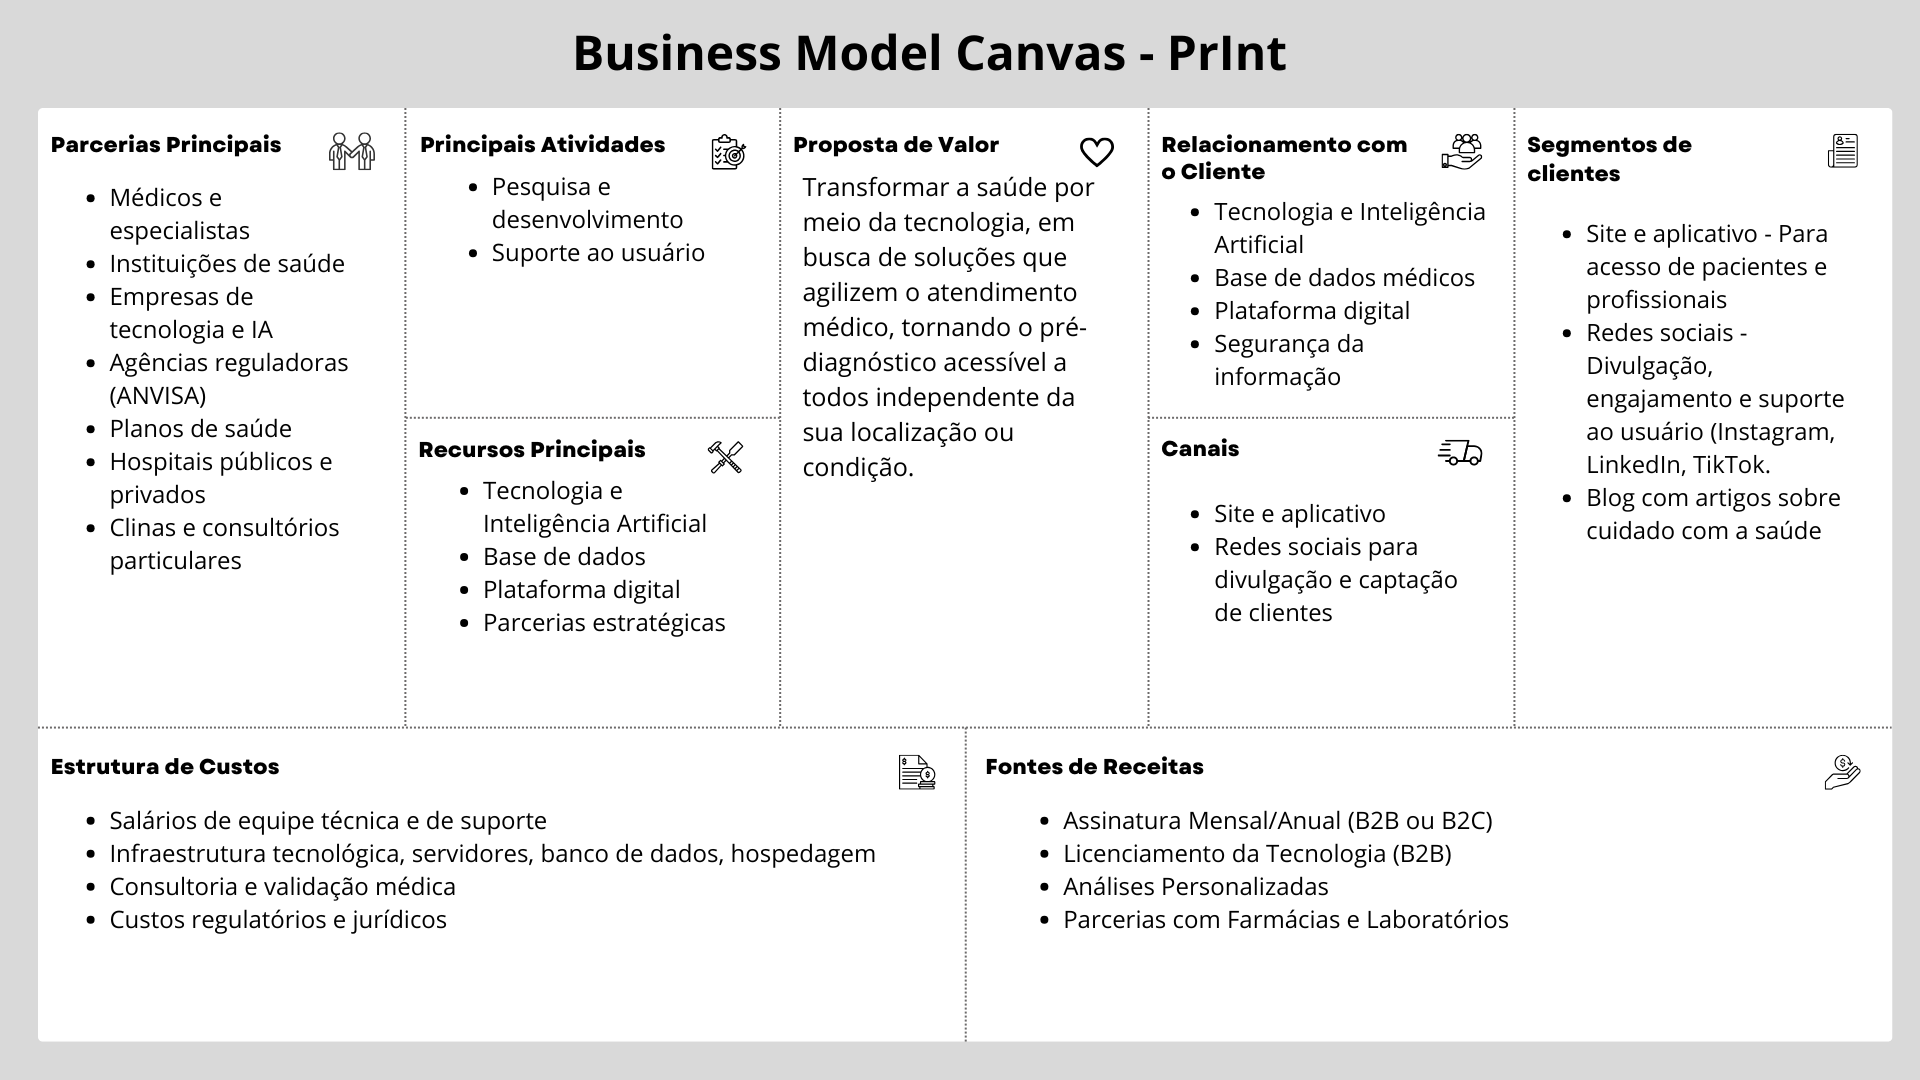 Business Model Canvas - PrInt
Parcerias Principais
• Médicos e
especialistas
• Instituições de saúde
• Empresas de
tecnologia e IA
• Agências reguladoras
(ANVISA)
• Planos de saúde
• Hospitais públicos e
privados
• Clinas e consultórios
particulares
Principais Atividades
• Pesquisa e
desenvolvimento
• Suporte ao usuário
Recursos Principais
• Tecnologia e
Inteligência Artificial
• Base de dados
• Plataforma digital
• Parcerias estratégicas
Proposta de Valor
Transformar a saúde por
meio da tecnologia, em
busca de soluções que
agilizem o atendimento
médico, tornando o pré-
diagnóstico acessível a
todos independente da
sua localização ou
condição.
Relacionamento com
o Cliente
• Tecnologia e Inteligência
Artificial
• Base de dados médicos
• Plataforma digital
• Segurança da
informação
Canais
• Site e aplicativo
• Redes sociais para
divulgação e captação
de clientes
Segmentos de
clientes
• Site e aplicativo - Para
acesso de pacientes e
profissionais
• Redes sociais -
Divulgação,
engajamento e suporte
ao usuário (Instagram,
LinkedIn, TikTok.
• Blog com artigos sobre
cuidado com a saúde
Estrutura de Custos
• Salários de equipe técnica e de suporte
• Infraestrutura tecnológica, servidores, banco de dados, hospedagem
• Consultoria e validação médica
• Custos regulatórios e jurídicos
Fontes de Receitas
• Assinatura Mensal/Anual (B2B ou B2C)
• Licenciamento da Tecnologia (B2B)
• Análises Personalizadas
• Parcerias com Farmácias e Laboratórios